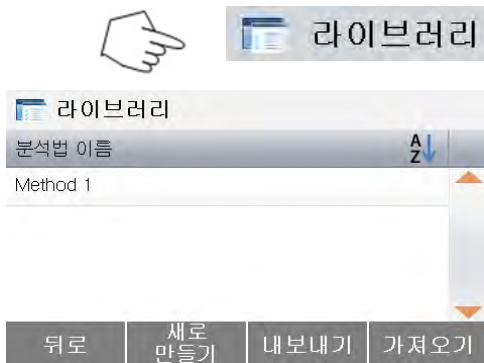 라이브러리
라이브러리
분석법 이름
A
Z
Method 1
뒤로
새로
만들기
내보내기
가져오기